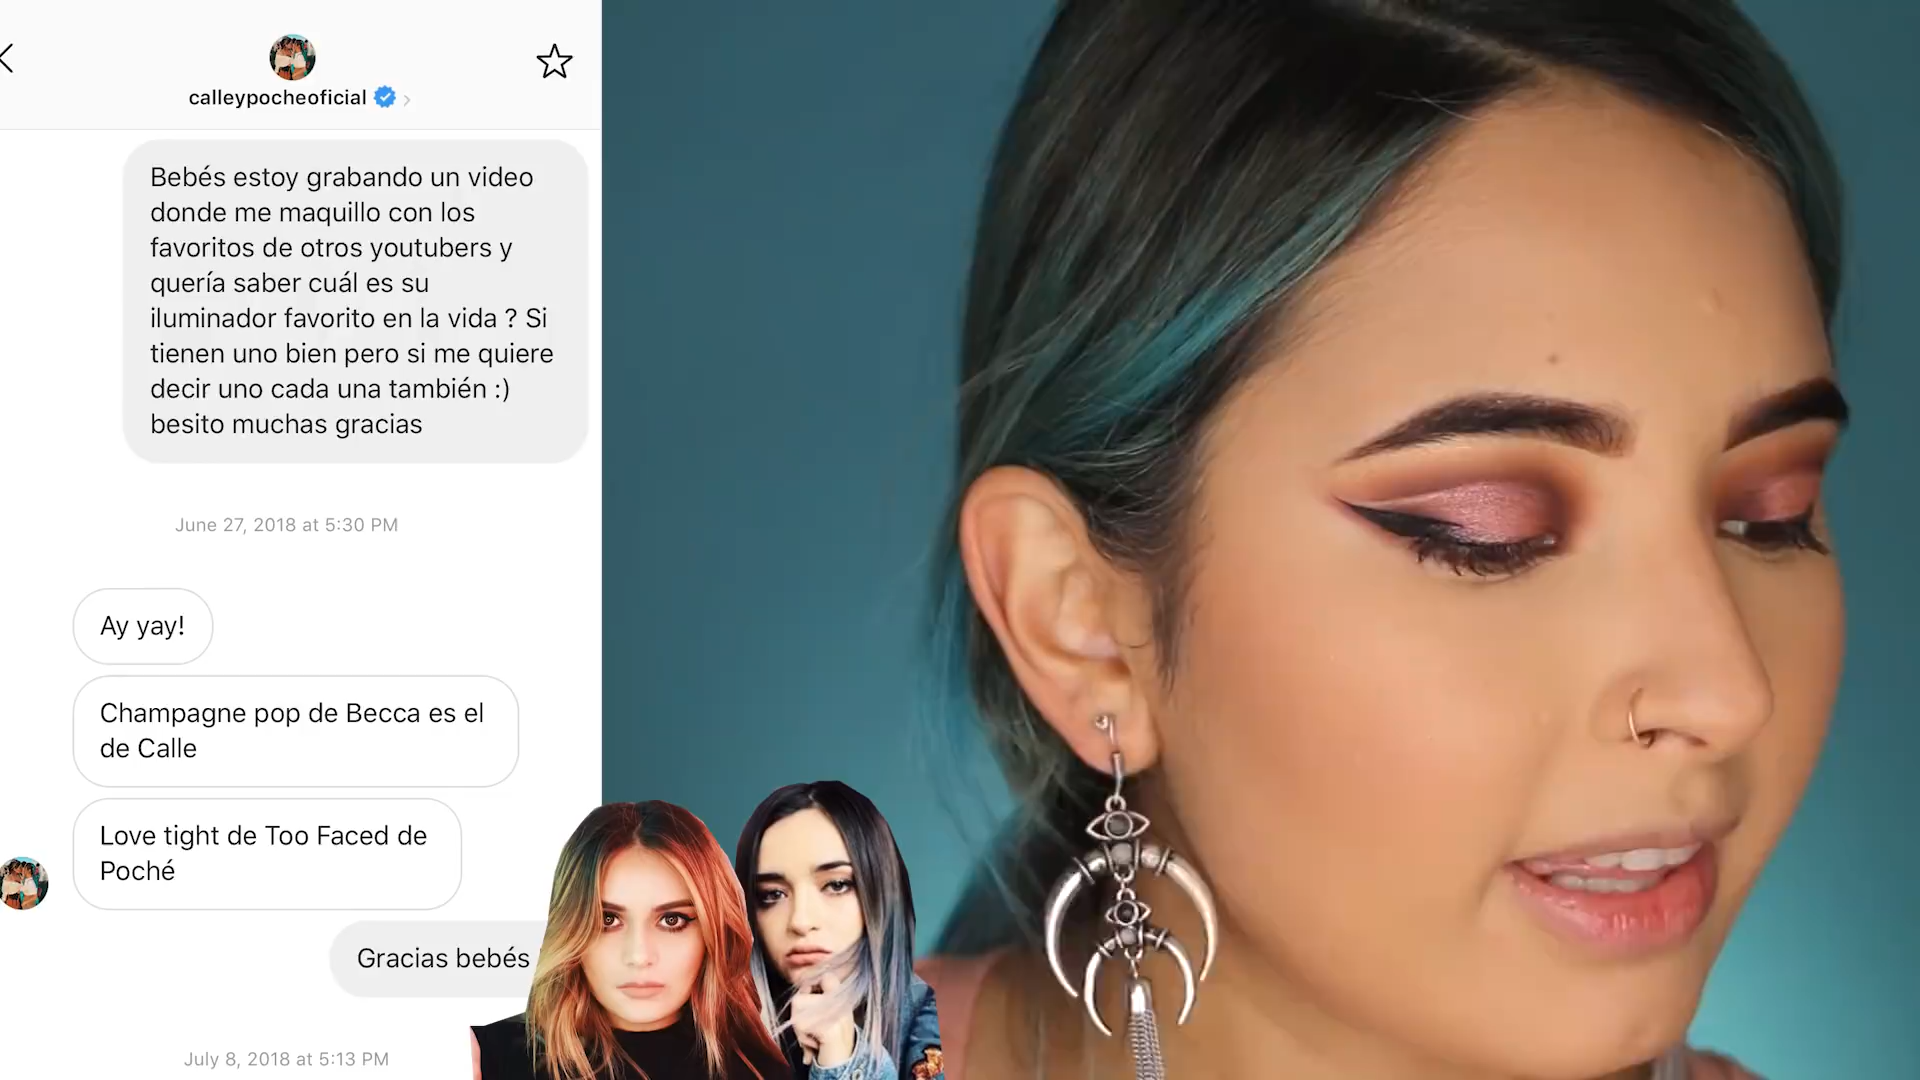 calleypocheoficial
Bebés estoy grabando un video
donde me maquillo con los
favoritos de otros youtubers y
quería saber cuál es su
iluminador favorito en la vida ? Si
tienen uno bien pero si me quiere
decir uno cada una también :)
besito muchas gracias
June 27, 2018 at 5:30 PM
Ay yay!
Champagne pop de Becca es el
de Calle
Love tight de Too Faced de
Poché
Gracias bebés
July 8, 2018 at 5:13 PM